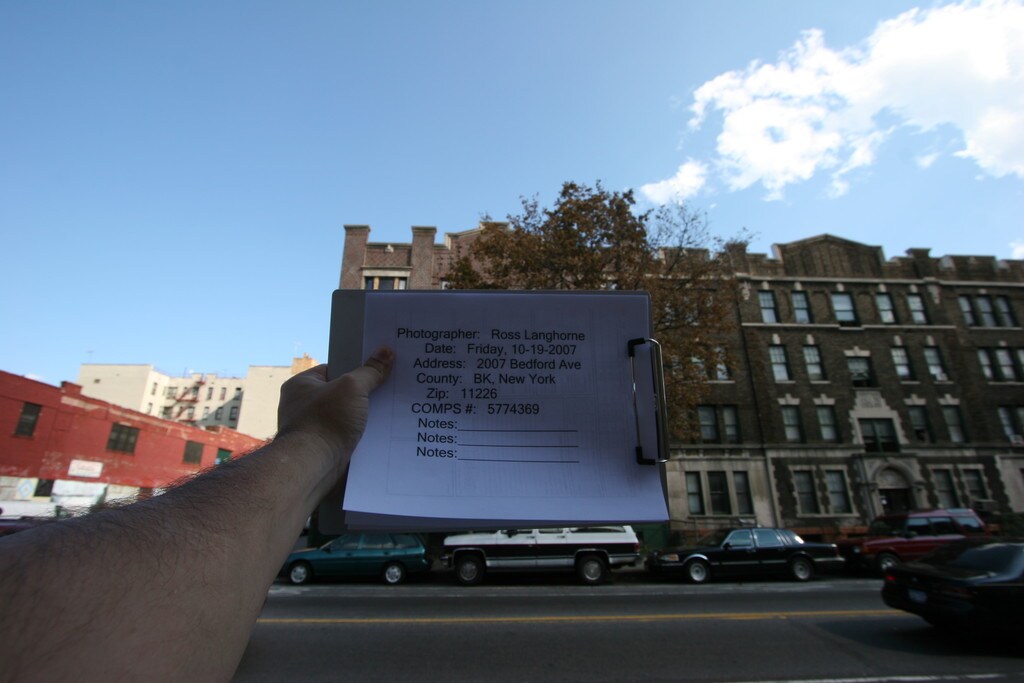 Photographer: Ross Langhorne
Date: Friday, 10-19-2007
Address: 2007 Bedford Ave
County: BK, New York
Zip: 11226
COMPS #: 5774369
Notes:
Notes:
Notes: